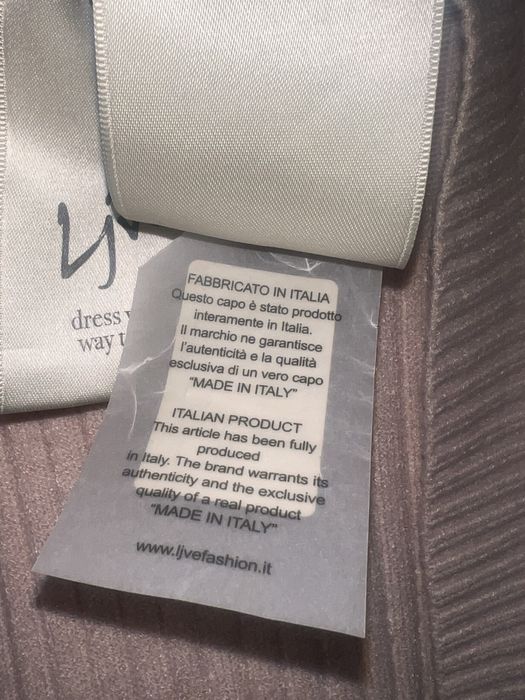 dress
way
FABBRICATO IN ITALIA
Questo capo è stato prodotto
interamente in Italia.
Il marchio ne garantisce
l'autenticità e la qualità
esclusiva di un vero capo
"MADE IN ITALY"
ITALIAN PRODUCT
This article has been fully
produced
in Italy. The brand warrants its
authenticity and the exclusive
quality of a real product
"MADE IN ITALY"
www.ljvefashion.it